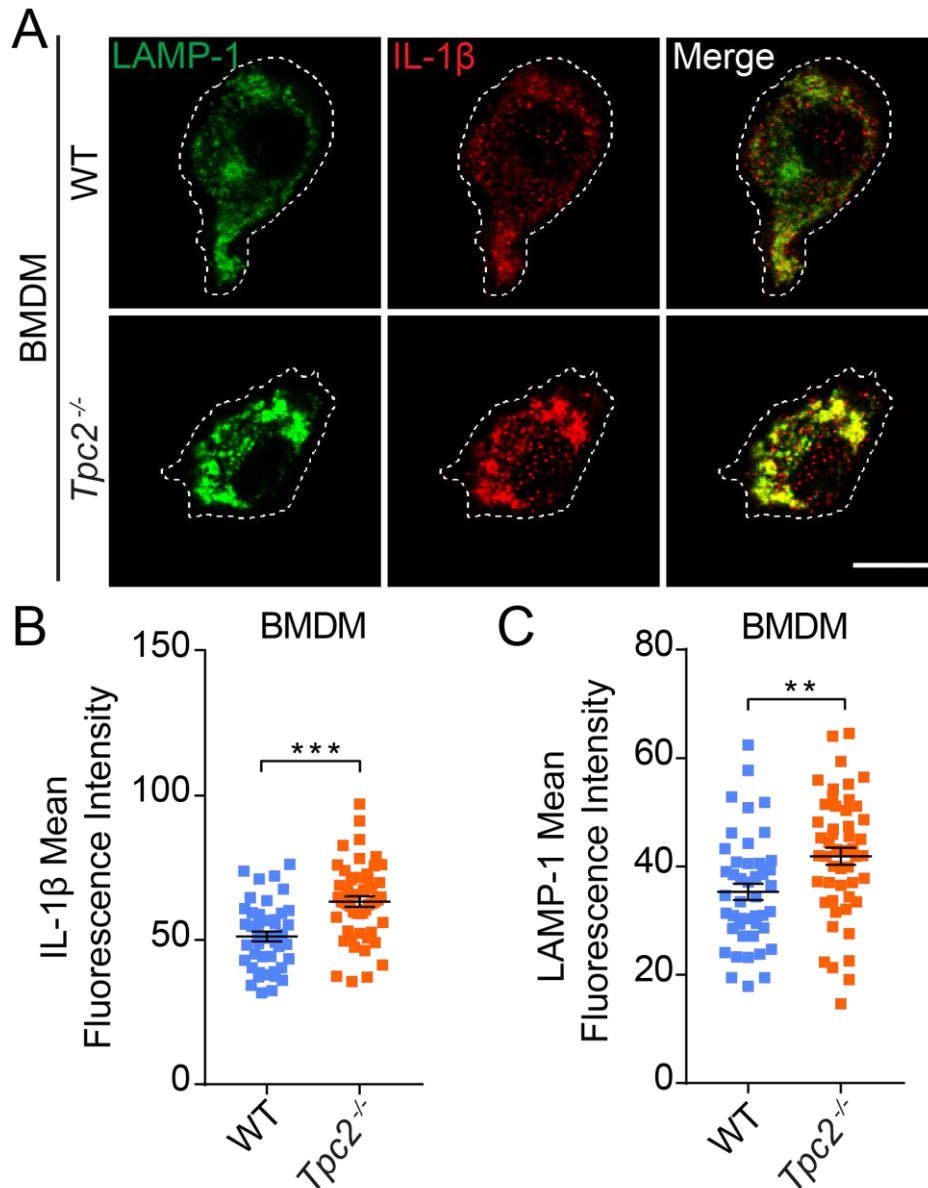 A
LAMP-1 IL-1β Merge
BMDM
WT
Tpc2-/-
B
BMDM
IL-1β Mean
Fluorescence Intensity
150
100
50
0
***
WT
Tpc2-/-
C
BMDM
LAMP-1 Mean
Fluorescence Intensity
80
60
40
20
0
**
WT
Tpc2-/-